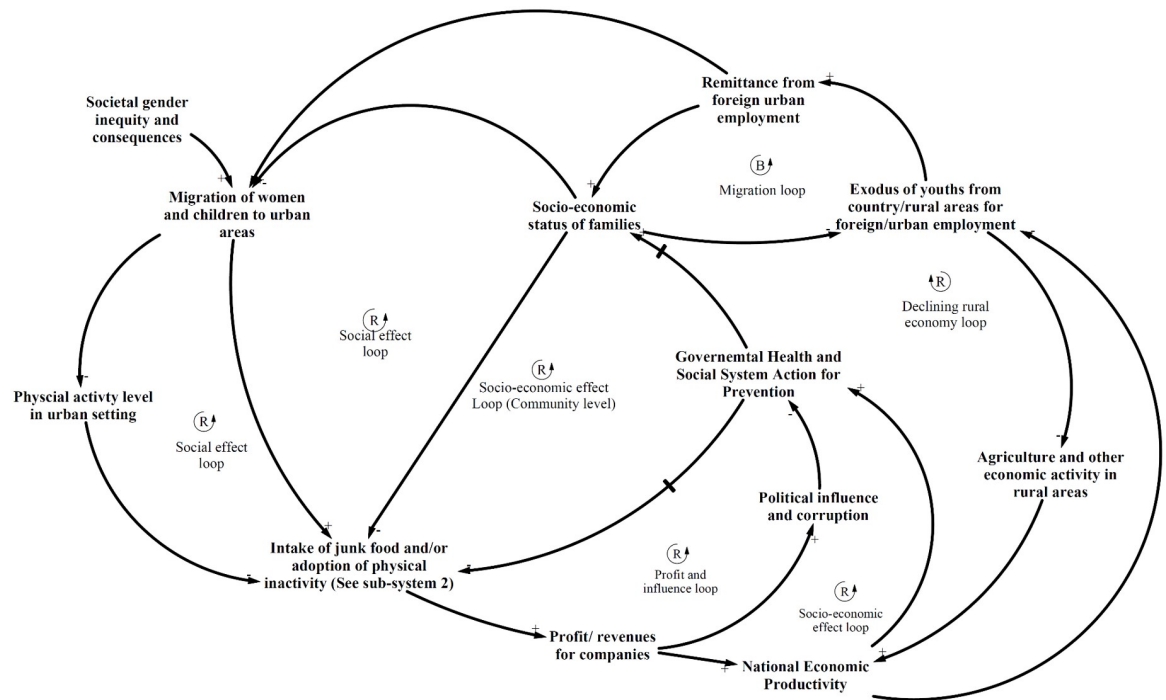 Remittance from
foreign urban
employment
Societal gender
inequity and
consequences
B
Migration loop
Migration of women
and children to urban
areas
Socio-economic
status of families
Exodus of youths from
country/rural areas for
foreign/urban employment
R
Declining rural
economy loop
R
Social effect
loop
Governemental Health and
Social System Action for
Prevention
R
Socio-economic effect
Loop (Community level)
Physcial activty level
in urban setting
R
Social effect
loop
Agriculture and other
economic activity in
rural areas
Political influence
and corruption
Intake of junk food and/or
adoption of physical
inactivity (See sub-system 2)
R
Profit and
influence loop
R
Socio-economic
effect loop
Profit/ revenues
for companies
National Economic
Productivity